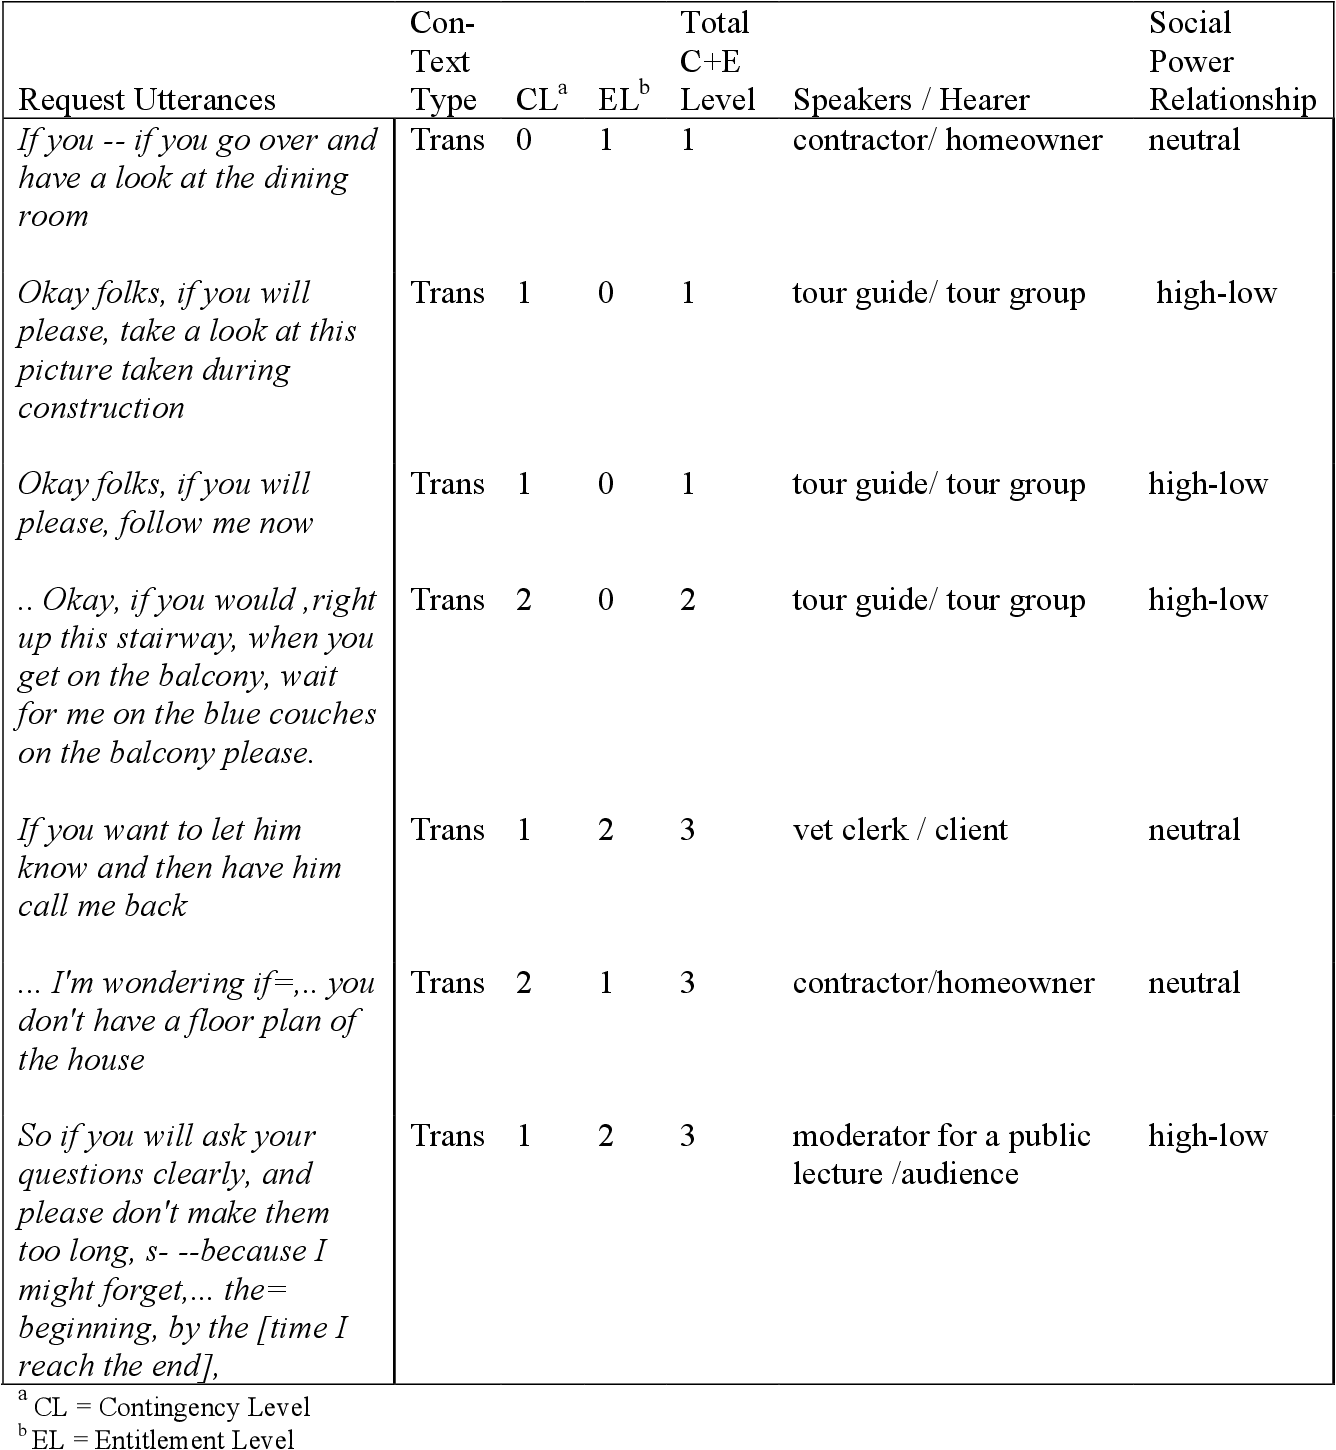 Con- Total Social
Text C+E Power
Request Utterances Type CLa ELb Level Speakers / Hearer Relationship
If you -- if you go over and Trans 0 1 1 contractor/ homeowner neutral
have a look at the dining
room
Okay folks, if you will Trans 1 0 1 tour guide/ tour group high-low
please, take a look at this
picture taken during
construction
Okay folks, if you will Trans 1 0 1 tour guide/ tour group high-low
please, follow me now
.. Okay, if you would ,right Trans 2 0 2 tour guide/ tour group high-low
up this stairway, when you
get on the balcony, wait
for me on the blue couches
on the balcony please.
If you want to let him Trans 1 2 3 vet clerk / client neutral
know and then have him
call me back
... I'm wondering if=,.. you Trans 2 1 3 contractor/homeowner neutral
don't have a floor plan of
the house
So if you will ask your Trans 1 2 3 moderator for a public high-low
questions clearly, and lecture /audience
please don't make them
too long, s- --because I
might forget,... the=
beginning, by the [time I
reach the end],
a CL = Contingency Level
b EL = Entitlement Level